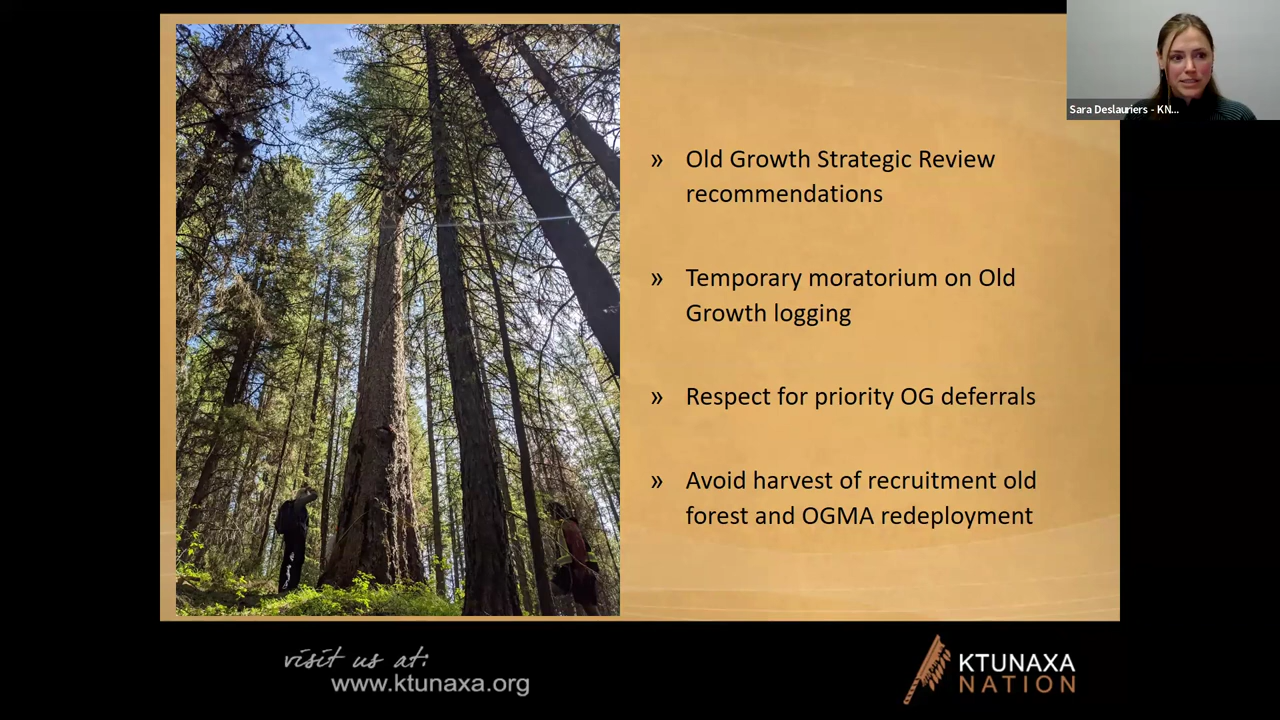 Sara Deslauriers - KN...
» Old Growth Strategic Review
recommendations
» Temporary moratorium on Old
Growth logging
» Respect for priority OG deferrals
» Avoid harvest of recruitment old
forest and OGMA redeployment
visit us at:
www.ktunaxa.org
KTUNAXA
NATION